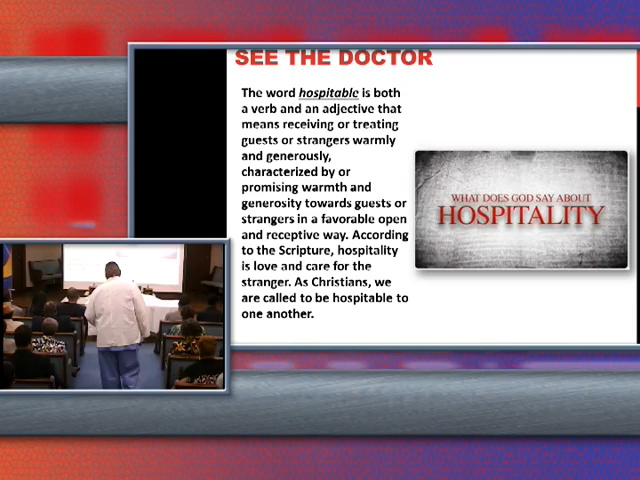 SEE THE DOCTOR
The word hospitable is both
a verb and an adjective that
means receiving or treating
guests or strangers warmly
and generously,
characterized by or
promising warmth and
generosity towards guests or
strangers in a favorable open
and receptive way. According
to the Scripture, hospitality
is love and care for the
stranger. As Christians, we
are called to be hospitable to
one another.
WHAT DOES GOD SAY ABOUT
HOSPITALITY